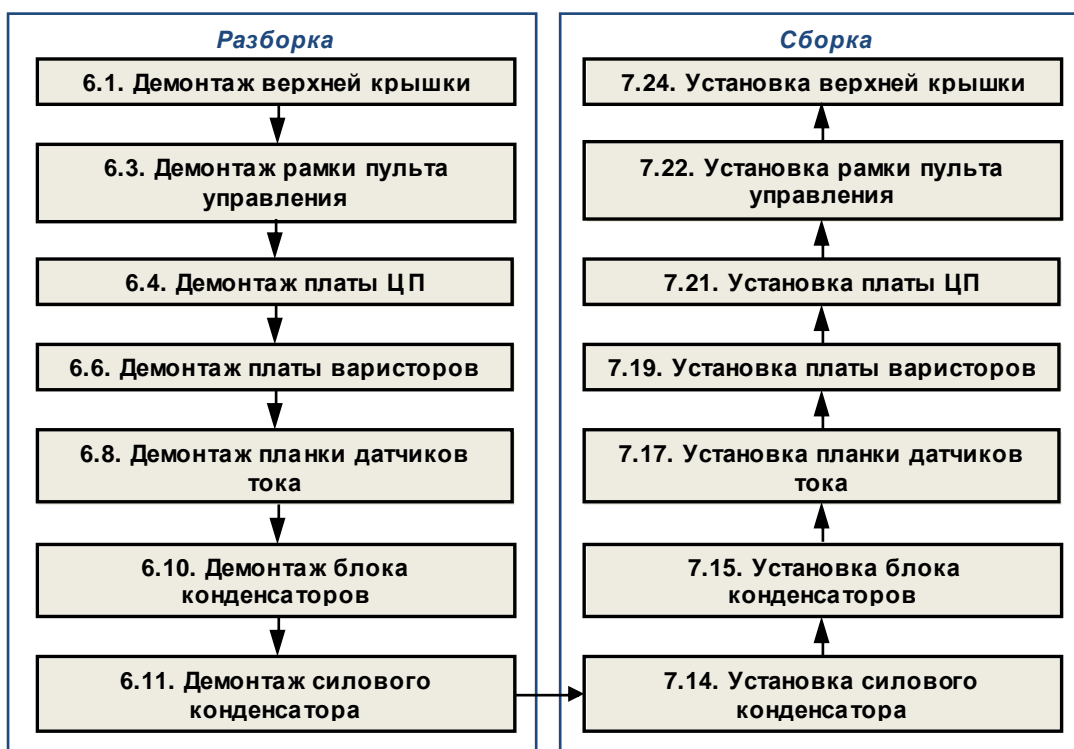 Разборка
6.1. Демонтаж верхней крышки
6.3. Демонтаж рамки пульта
управления
6.4. Демонтаж платы ЦП
6.6. Демонтаж платы варисторов
6.8. Демонтаж планки датчиков
тока
6.10. Демонтаж блока
конденсаторов
6.11. Демонтаж силового
конденсатора
Сборка
7.24. Установка верхней крышки
7.22. Установка рамки пульта
управления
7.21. Установка платы ЦП
7.19. Установка платы варисторов
7.17. Установка планки датчиков
тока
7.15. Установка блока
конденсаторов
7.14. Установка силового
конденсатора